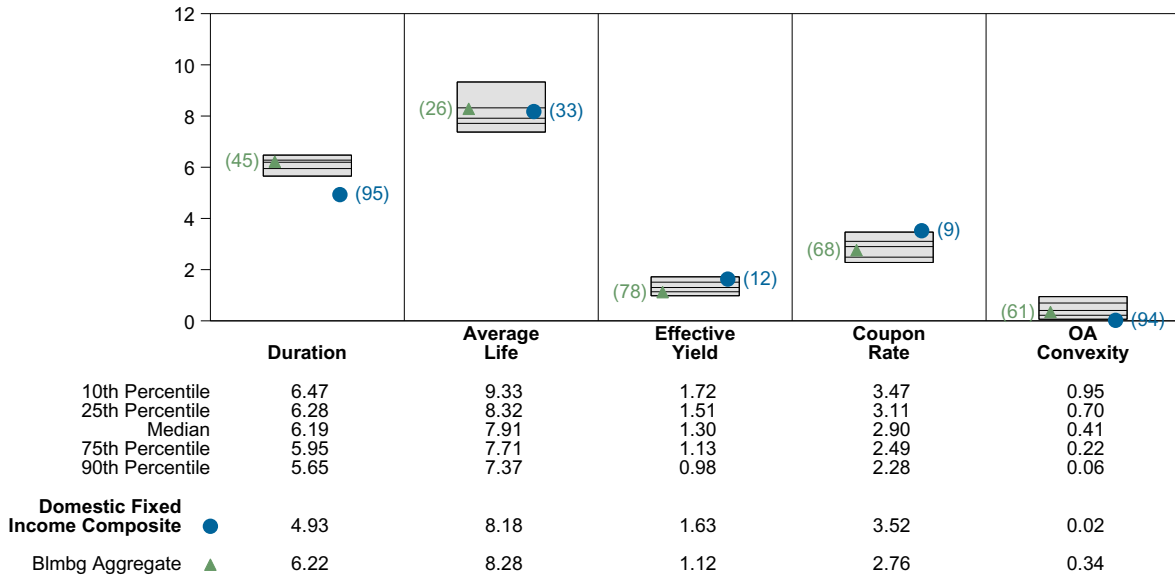 12
10
8
6
4
2
0
(45)
(95)
(26)
(33)
(78)
(12)
(68)
(9)
(61)
(94)
Duration
Average
Life
Effective
Yield
Coupon
Rate
OA
Convexity
10th Percentile 6.47 9.33 1.72 3.47 0.95
25th Percentile 6.28 8.32 1.51 3.11 0.70
Median 6.19 7.91 1.30 2.90 0.41
75th Percentile 5.95 7.71 1.13 2.49 0.22
90th Percentile 5.65 7.37 0.98 2.28 0.06
Domestic Fixed
Income Composite 4.93 8.18 1.63 3.52 0.02
Blmbg Aggregate 6.22 8.28 1.12 2.76 0.34